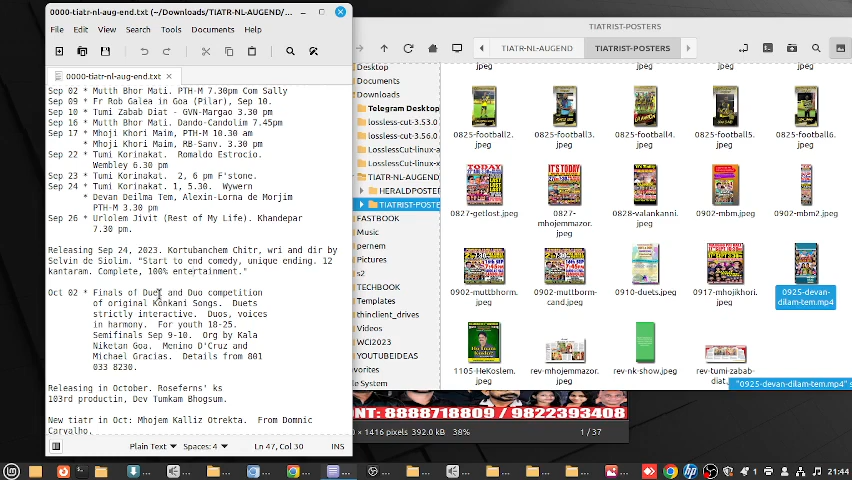 0000-tiatr-nl-aug-end.txt (~/Downloads/TIATR-NL-AUGEND/...
File Edit View Search Tools Documents Help
0000-tiatr-nl-aug-end.txt
Sep 02 * Mutth Bhor Mati. PTH-M 7.30pm Com Sally
Sep 09 * Fr Rob Galea in Goa (Pilar), Sep 10.
Sep 10 * Tumi Zabab Diat - GVN-Margao 3.30 pm
Sep 16 * Mutth Bhor Mati. Dando-Candolim 7.45pm
Sep 17 * Mhoji Khori Maim, PTH-M 10.30 am
* Mhoji Khori Maim, RB-Sanv. 3.30 pm
Sep 22 * Tumi Korinakat. Romaldo Estrocio.
Wembley 6.30 pm
Sep 23 * Tumi Korinakat. 2, 6 pm F'stone.
Sep 24 * Tumi Korinakat. 1, 5.30. Wywern
* Devan Deilma Tem, Alexin-Lorna de Morjim
PTH-M 3.30 pm
Sep 26 * Urlolem Jivit (Rest of My Life). Khandepar
7.30 pm.
Releasing Sep 24, 2023. Kortubanchem Chitr, wri and dir by
Selvin de Siolim. "Start to end comedy, unique ending. 12
kantaram. Complete, 100% entertainment."
Oct 02 * Finals of Duet and Duo competition
of original Konkani Songs. Duets
strictly interactive. Duos, voices
in harmony. For youth 18-25.
Semifinals Sep 9-10. Org by Kala
Niketan Goa. Menino D'Cruz and
Michael Gracias. Details from 801
033 8230.
Releasing in October. Roseferns' ks
103rd productin, Dev Tumkam Bhogsum.
New tiatr in Oct: Mhojem Kalliz Otrekta. From Domnic
Carvalho.
Plain Text Spaces: 4 Ln 47, Col 30 INS
TIATRIST-POSTERS
TIATR-NL-AUGEND TIATRIST-POSTERS
Desktop
Documents
Downloads
Telegram Desktop
lossless-cut-3.53.0
lossless-cut-3.56.0
LosslessCut-linux-a
LosslessCut-linux-x
TIATR-NL-AUGEND
HERALDPOSTER
TIATRIST-POSTE
FASTBOOK
Music
pernem
Pictures
s2
TECHBOOK
Templates
thinclient_drives
Videos
WCI2023
YOUTUBEIDEAS
avorites
le System
jpeg jpeg jpeg jpeg jpeg
0825-football2.
jpeg
0825-football3.
jpeg
0825-football4.
jpeg
0825-football5.
jpeg
0825-football6.
jpeg
0827-getlost.jpeg
0827-
mhojemmazor.
jpeg
0828-valankanni.
jpeg
0902-mbm.jpeg
0902-mbm2.jpeg
0902-muttbhorm.
jpeg
0902-muttborm-
cand.jpeg
0910-duets.jpeg
0917-mojikhori.
jpeg
0925-devan-
dilam-tem.mp4
1105-HeKoslem.
jpeg
rev-mhojemmazor.
jpeg
rev-nk-show.jpeg
rev-tumi-zabab-
diat.
"0925-devan-dilam-tem.mp4" s
ONT: 8888718809 / 9822393408
× 1416 pixels 392.0 kB 38% 1 / 37
21:44